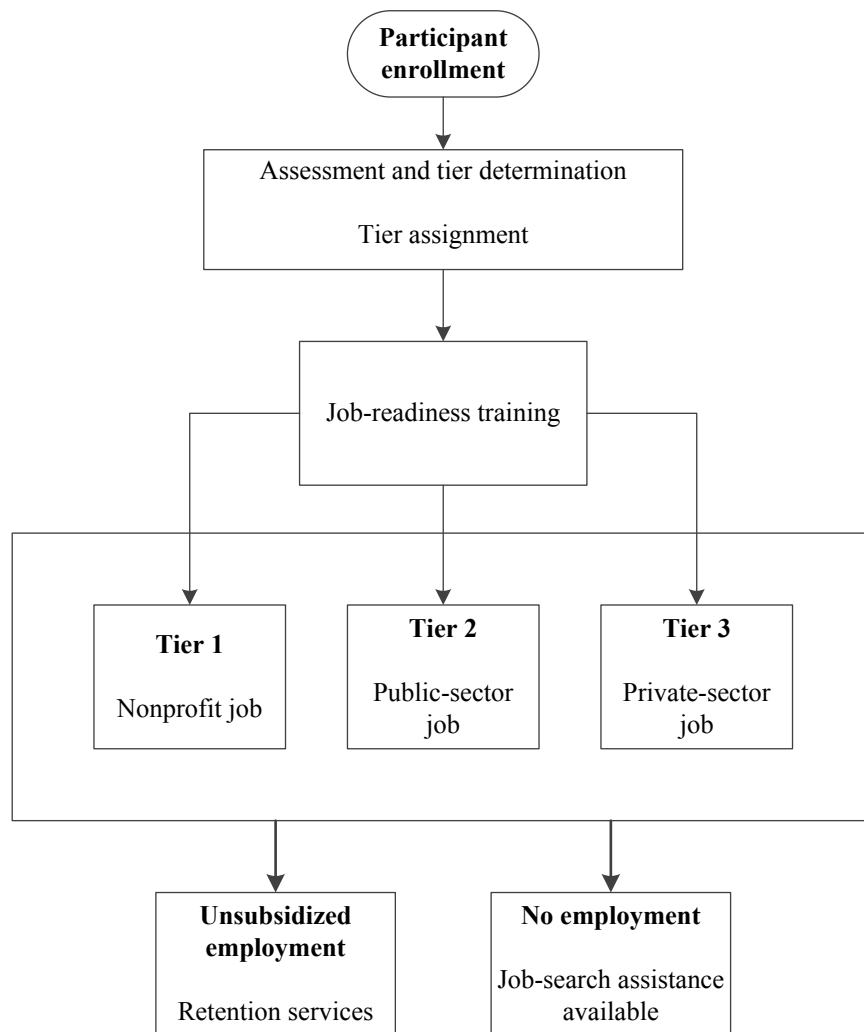 Participant
enrollment
Assessment and tier determination
Tier assignment
Job-readiness training
Tier 1
Nonprofit job
Tier 2
Public-sector
job
Tier 3
Private-sector
job
Unsubsidized
employment
Retention services
No employment
Job-search assistance
available